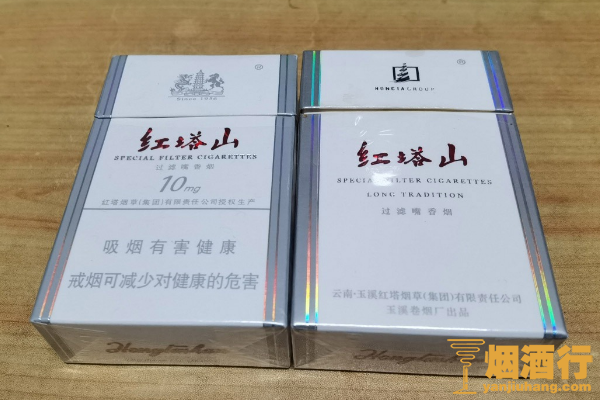 Since 1956
®
红塔山
SPECIAL FILTER CIGARETTES
过滤嘴香烟
10mg
红塔烟草(集团)有限责任公司授权生产
吸烟有害健康
戒烟可减少对健康的危害
Hongtashan
®
HONGTA GROUP
红塔山
SPECIAL FILTER CIGARETTES
LONG TRADITION
过滤嘴香烟
云南·玉溪红塔烟草(集团)有限责任公司
玉溪卷烟厂出品
Hongtashan
烟酒行
yanjiuhang.com